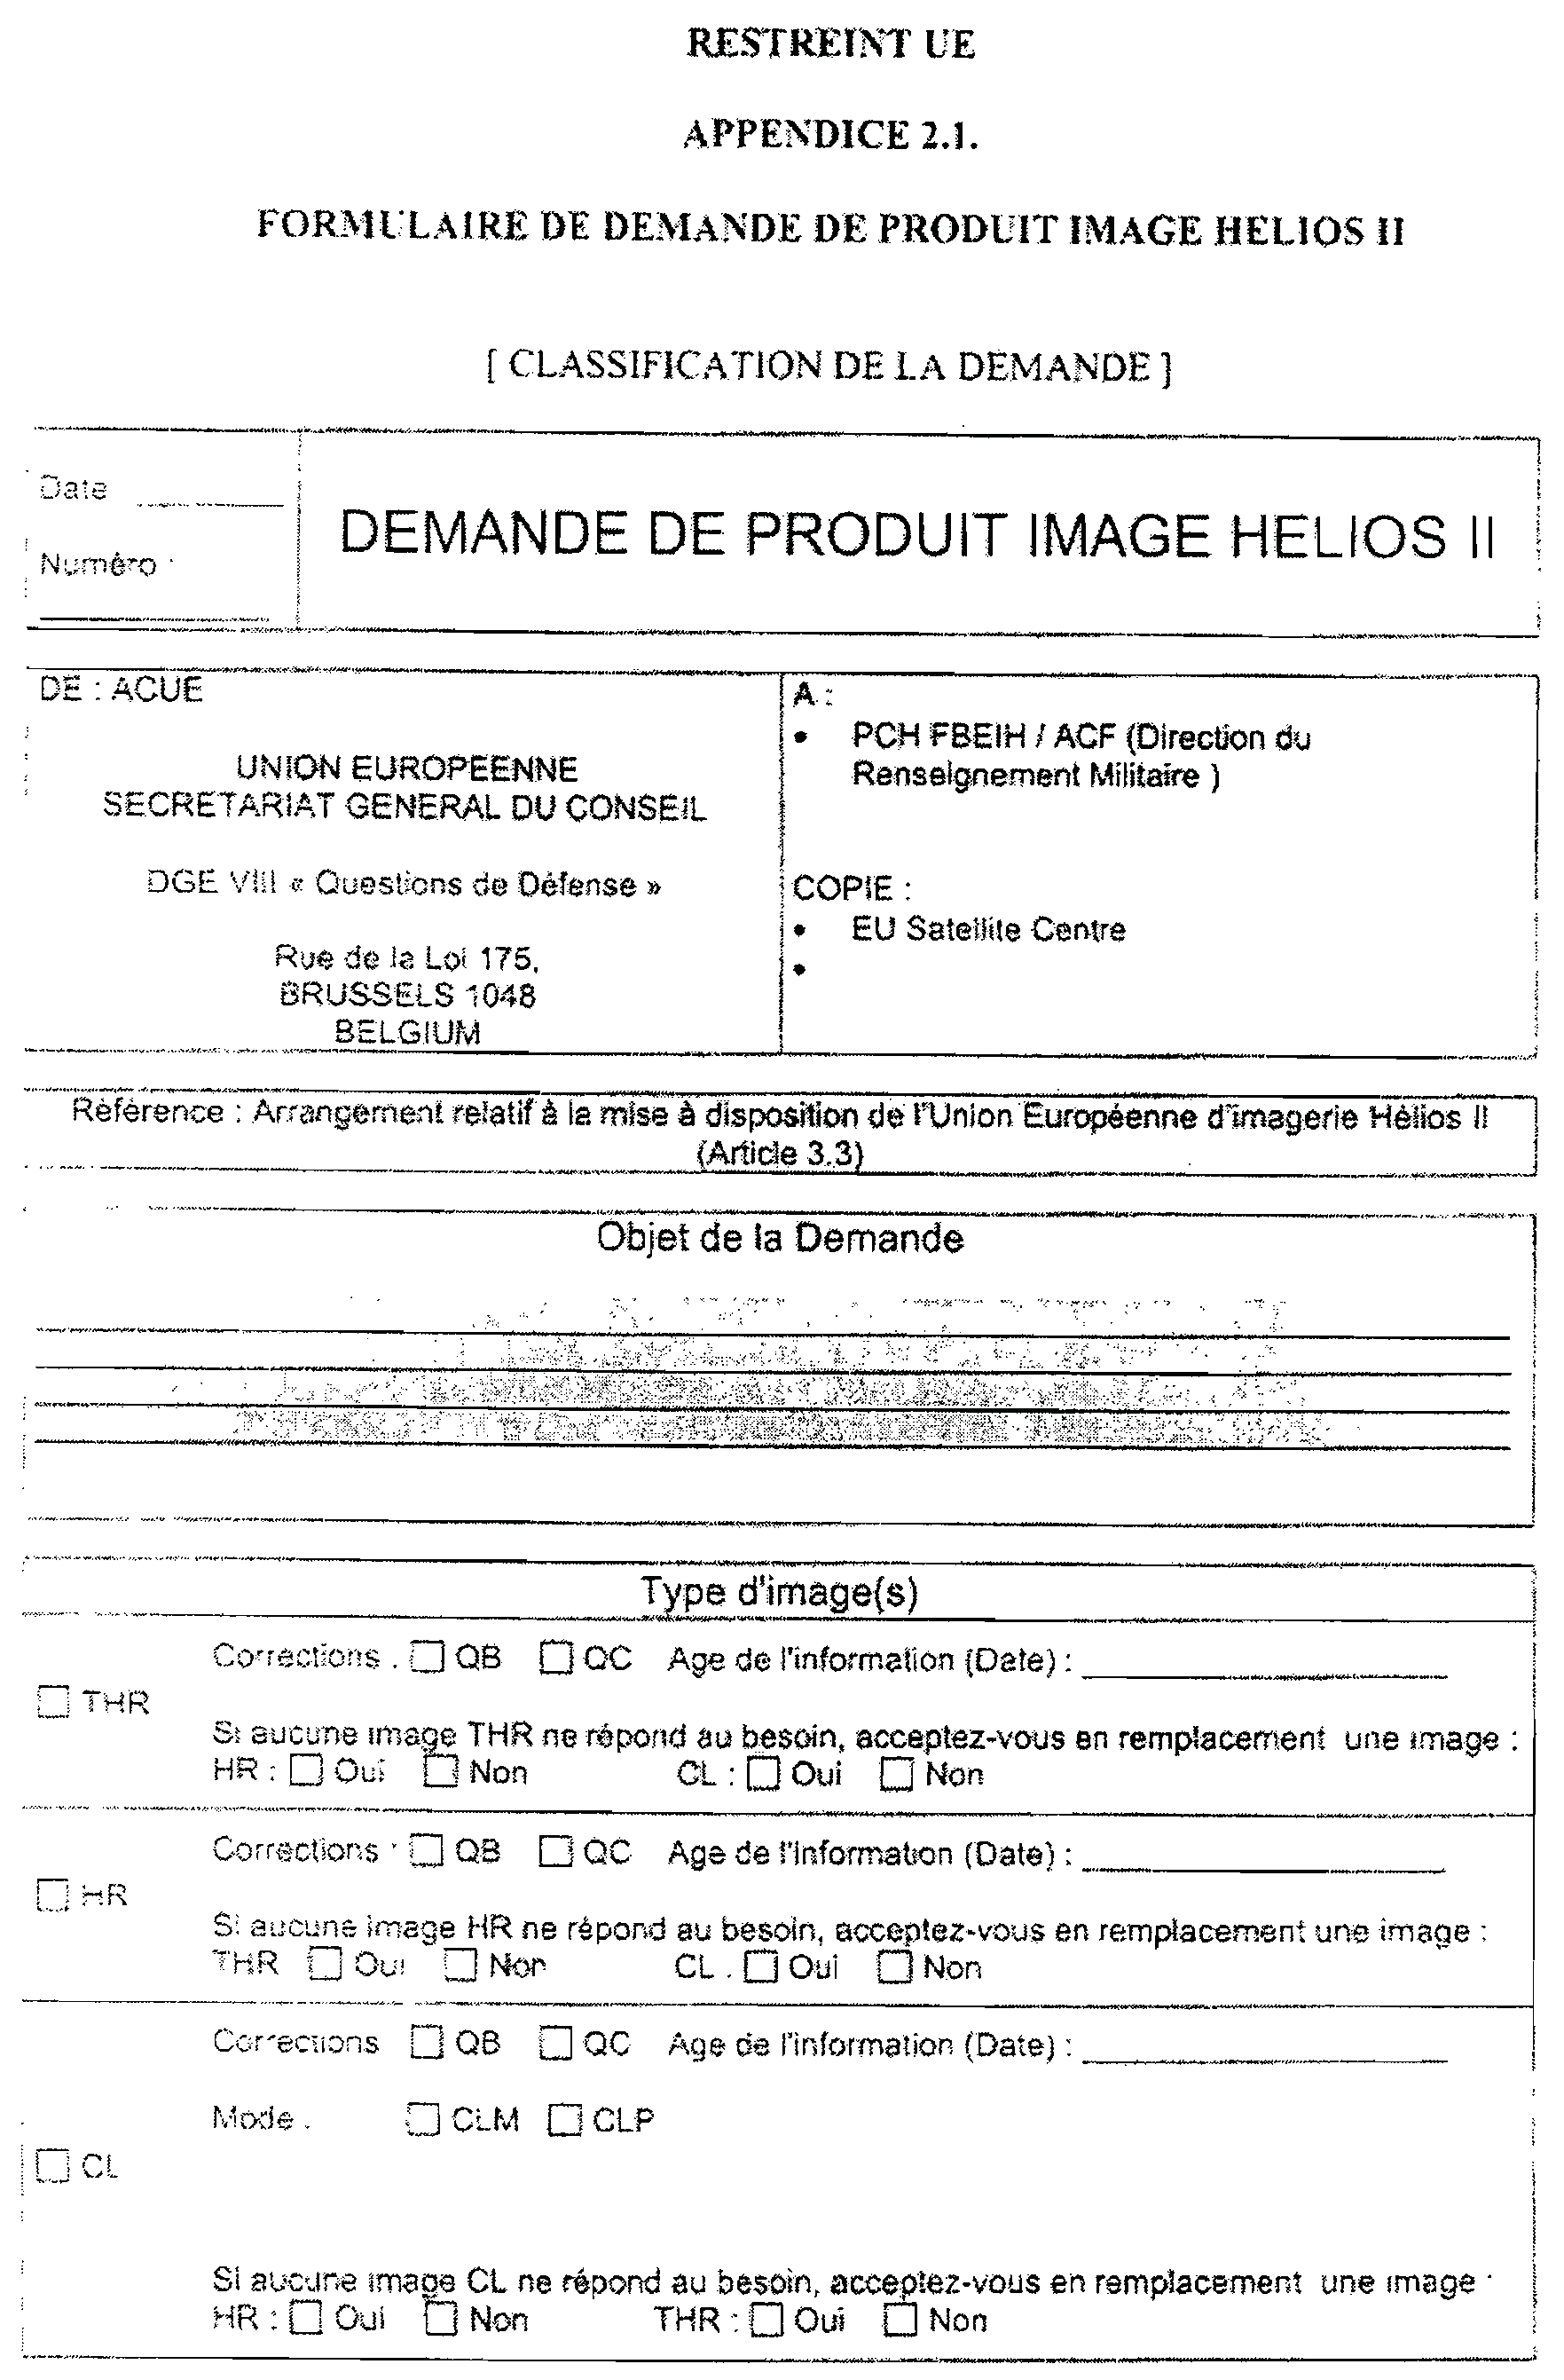 RESTREINT UE
APPENDICE 2.1.
FORMULAIRE DE DEMANDE DE PRODUIT IMAGE HELIOS II
[ CLASSIFICATION DE LA DEMANDE ]
Date
Numéro :
DEMANDE DE PRODUIT IMAGE HELIOS II
DE : ACUE
UNION EUROPEENNE
SECRETARIAT GENERAL DU CONSEIL
DGE VIII « Questions de Défense »
Rue de la Loi 175,
BRUSSELS 1048
BELGIUM
A :
• PCH FBEIH / ACF (Direction du
Renseignement Militaire )
COPIE :
• EU Satellite Centre
•
Référence : Arrangement relatif à la mise à disposition de l'Union Européenne d'imagerie Hélios II
(Article 3.3)
Objet de la Demande
Type d'image(s)
Corrections : ☐ QB ☐ QC Age de l'information (Date) :
☐ THR
Si aucune image THR ne répond au besoin, acceptez-vous en remplacement une image :
HR : ☐ Oui ☐ Non CL : ☐ Oui ☐ Non
Corrections : ☐ QB ☐ QC Age de l'information (Date) :
☐ HR
Si aucune image HR ne répond au besoin, acceptez-vous en remplacement une image :
THR ☐ Oui ☐ Non CL : ☐ Oui ☐ Non
Corrections ☐ QB ☐ QC Age de l'information (Date) :
Mode : ☐ CLM ☐ CLP
☐ CL
Si aucune image CL ne répond au besoin, acceptez-vous en remplacement une image :
HR : ☐ Oui ☐ Non THR : ☐ Oui ☐ Non